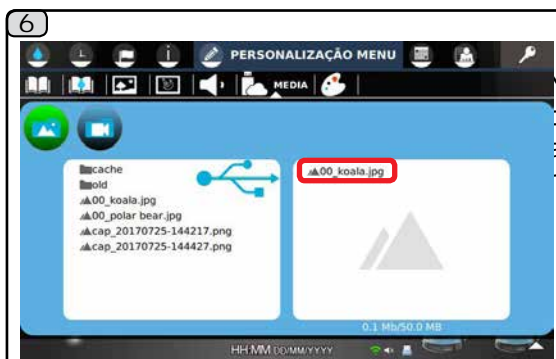 6
PERSONALIZAÇÃO MENU
MEDIA
cache
old
00_koala.jpg
00_polar bear.jpg
cap_20170725-144217.png
cap_20170725-144427.png
00_koala.jpg
0.1 Mb/50.0 MB
HH:MM DD/MM/YYYY